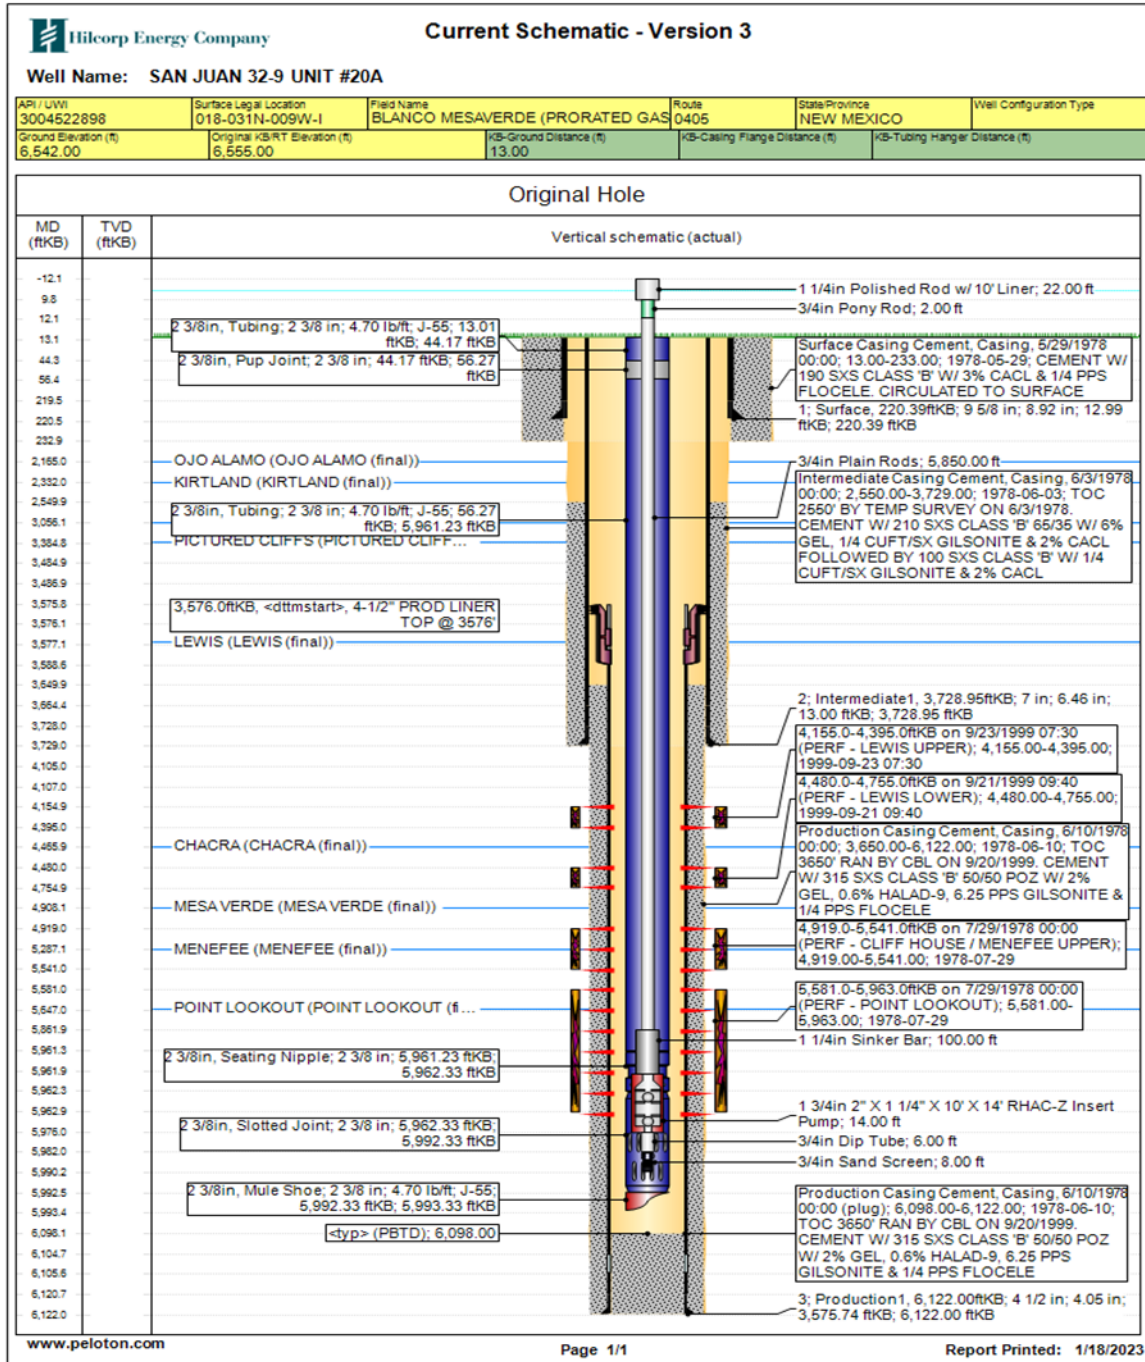 Hilcorp Energy Company
Current Schematic - Version 3
Well Name: SAN JUAN 32-9 UNIT #20A
API / UWI
3004522898
Surface Legal Location
018-031N-009W-I
Field Name
BLANCO MESAVERDE (PRORATED GAS
Route
0405
State/Province
NEW MEXICO
Well Configuration Type
Ground Elevation (ft)
6,542.00
Original KB/RT Elevation (ft)
6,555.00
KB-Ground Distance (ft)
13.00
KB-Casing Flange Distance (ft)
KB-Tubing Hanger Distance (ft)
Original Hole
MD
(ftKB)
TVD
(ftKB)
Vertical schematic (actual)
-12.1
9.8
12.1
13.1
44.3
56.4
219.5
220.5
232.9
2,165.0
2,332.0
2,549.9
3,056.1
3,384.8
3,484.9
3,486.9
3,575.8
3,576.1
3,577.1
3,588.6
3,649.9
3,664.4
3,728.0
3,729.0
4,105.0
4,107.0
4,154.9
4,395.0
4,465.9
4,480.0
4,754.9
4,908.1
4,919.0
5,287.1
5,541.0
5,581.0
5,647.0
5,861.9
5,961.3
5,961.9
5,962.3
5,962.9
5,976.0
5,982.0
5,990.2
5,992.5
5,993.4
6,098.1
6,104.7
6,105.6
6,120.7
6,122.0
2 3/8in, Tubing; 2 3/8 in; 4.70 lb/ft; J-55; 13.01
ftKB; 44.17 ftKB
2 3/8in, Pup Joint; 2 3/8 in; 44.17 ftKB; 56.27
ftKB
OJO ALAMO (OJO ALAMO (final))
KIRTLAND (KIRTLAND (final))
2 3/8in, Tubing; 2 3/8 in; 4.70 lb/ft; J-55; 56.27
ftKB; 5,961.23 ftKB
PICTURED CLIFFS (PICTURED CLIFF...
3,576.0ftKB, <dttmstart>, 4-1/2" PROD LINER
TOP @ 3576'
LEWIS (LEWIS (final))
CHACRA (CHACRA (final))
MESA VERDE (MESA VERDE (final))
MENEFEE (MENEFEE (final))
POINT LOOKOUT (POINT LOOKOUT (fi...
2 3/8in, Seating Nipple; 2 3/8 in; 5,961.23 ftKB;
5,962.33 ftKB
2 3/8in, Slotted Joint; 2 3/8 in; 5,962.33 ftKB;
5,992.33 ftKB
2 3/8in, Mule Shoe; 2 3/8 in; 4.70 lb/ft; J-55;
5,992.33 ftKB; 5,993.33 ftKB
<typ> (PBTD); 6,098.00
1 1/4in Polished Rod w/ 10' Liner; 22.00 ft
3/4in Pony Rod; 2.00 ft
Surface Casing Cement, Casing, 5/29/1978
00:00; 13.00-233.00; 1978-05-29; CEMENT W/
190 SXS CLASS 'B' W/ 3% CACL & 1/4 PPS
FLOCELE. CIRCULATED TO SURFACE
1; Surface, 220.39ftKB; 9 5/8 in; 8.92 in; 12.99
ftKB; 220.39 ftKB
3/4in Plain Rods; 5,850.00 ft
Intermediate Casing Cement, Casing, 6/3/1978
00:00; 2,550.00-3,729.00; 1978-06-03; TOC
2550' BY TEMP SURVEY ON 6/3/1978.
CEMENT W/ 210 SXS CLASS 'B' 65/35 W/ 6%
GEL, 1/4 CUFT/SX GILSONITE & 2% CACL
FOLLOWED BY 100 SXS CLASS 'B' W/ 1/4
CUFT/SX GILSONITE & 2% CACL
2; Intermediate1, 3,728.95ftKB; 7 in; 6.46 in;
13.00 ftKB; 3,728.95 ftKB
4,155.0-4,395.0ftKB on 9/23/1999 07:30
(PERF - LEWIS UPPER); 4,155.00-4,395.00;
1999-09-23 07:30
4,480.0-4,755.0ftKB on 9/21/1999 09:40
(PERF - LEWIS LOWER); 4,480.00-4,755.00;
1999-09-21 09:40
Production Casing Cement, Casing, 6/10/1978
00:00; 3,650.00-6,122.00; 1978-06-10; TOC
3650' RAN BY CBL ON 9/20/1999. CEMENT
W/ 315 SXS CLASS 'B' 50/50 POZ W/ 2%
GEL, 0.6% HALAD-9, 6.25 PPS GILSONITE &
1/4 PPS FLOCELE
4,919.0-5,541.0ftKB on 7/29/1978 00:00
(PERF - CLIFF HOUSE / MENEFEE UPPER);
4,919.00-5,541.00; 1978-07-29
5,581.0-5,963.0ftKB on 7/29/1978 00:00
(PERF - POINT LOOKOUT); 5,581.00-
5,963.00; 1978-07-29
1 1/4in Sinker Bar; 100.00 ft
1 3/4in 2" X 1 1/4" X 10' X 14' RHAC-Z Insert
Pump; 14.00 ft
3/4in Dip Tube; 6.00 ft
3/4in Sand Screen; 8.00 ft
Production Casing Cement, Casing, 6/10/1978
00:00 (plug); 6,098.00-6,122.00; 1978-06-10;
TOC 3650' RAN BY CBL ON 9/20/1999.
CEMENT W/ 315 SXS CLASS 'B' 50/50 POZ
W/ 2% GEL, 0.6% HALAD-9, 6.25 PPS
GILSONITE & 1/4 PPS FLOCELE
3; Production1, 6,122.00ftKB; 4 1/2 in; 4.05 in;
3,575.74 ftKB; 6,122.00 ftKB
www.peloton.com
Page 1/1
Report Printed: 1/18/2023